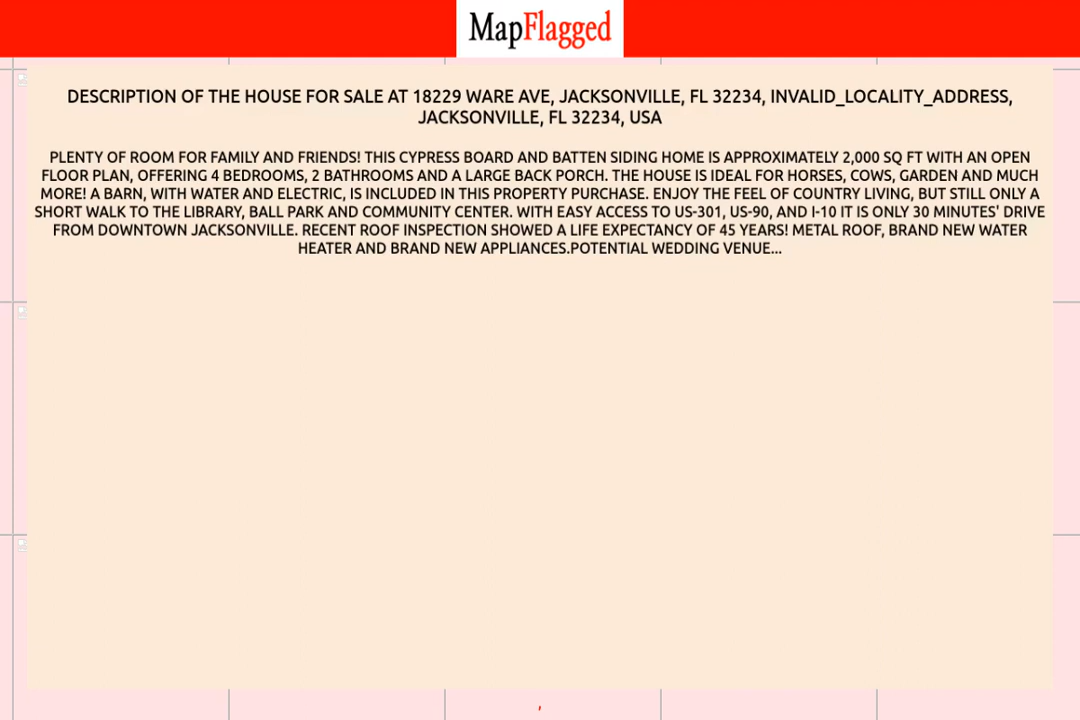 MapFlagged
DESCRIPTION OF THE HOUSE FOR SALE AT 18229 WARE AVE, JACKSONVILLE, FL 32234, INVALID_LOCALITY_ADDRESS,
JACKSONVILLE, FL 32234, USA
PLENTY OF ROOM FOR FAMILY AND FRIENDS! THIS CYPRESS BOARD AND BATTEN SIDING HOME IS APPROXIMATELY 2,000 SQ FT WITH AN OPEN
FLOOR PLAN, OFFERING 4 BEDROOMS, 2 BATHROOMS AND A LARGE BACK PORCH. THE HOUSE IS IDEAL FOR HORSES, COWS, GARDEN AND MUCH
MORE! A BARN, WITH WATER AND ELECTRIC, IS INCLUDED IN THIS PROPERTY PURCHASE. ENJOY THE FEEL OF COUNTRY LIVING, BUT STILL ONLY A
SHORT WALK TO THE LIBRARY, BALL PARK AND COMMUNITY CENTER. WITH EASY ACCESS TO US-301, US-90, AND I-10 IT IS ONLY 30 MINUTES' DRIVE
FROM DOWNTOWN JACKSONVILLE. RECENT ROOF INSPECTION SHOWED A LIFE EXPECTANCY OF 45 YEARS! METAL ROOF, BRAND NEW WATER
HEATER AND BRAND NEW APPLIANCES.POTENTIAL WEDDING VENUE...
,